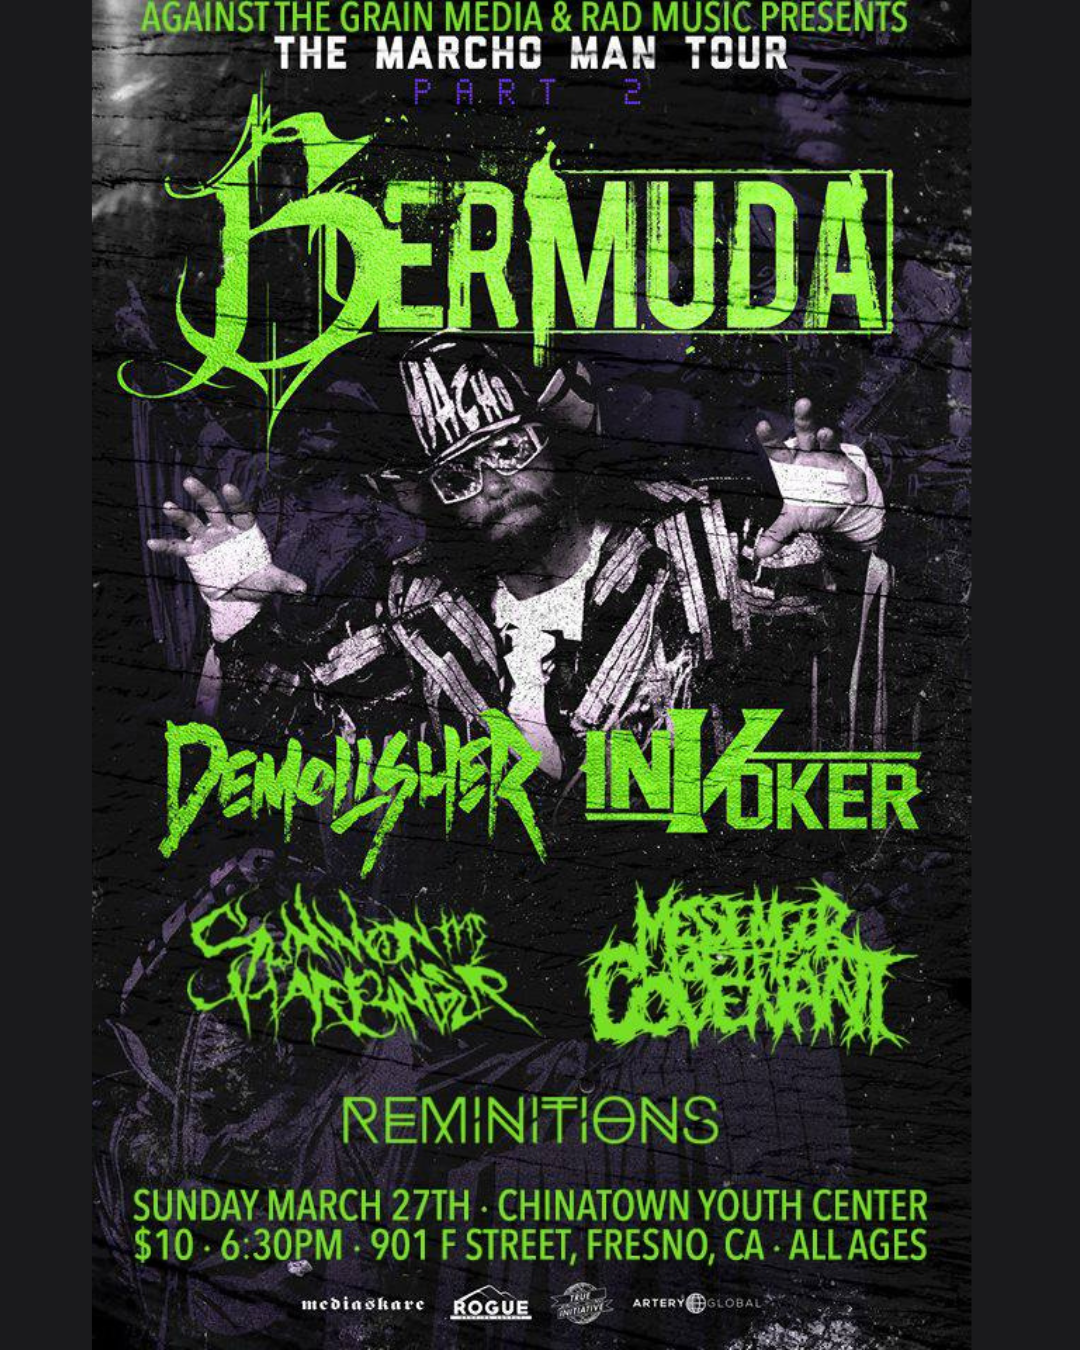 AGAINST THE GRAIN MEDIA & RAD MUSIC PRESENTS
THE MARCHO MAN TOUR
PART 2
BERMUDA
MACHO
DEMOLISHER INVOKER
MESSENGER
OF THE
COVENANT
REMINITIONS
SUNDAY MARCH 27TH · CHINATOWN YOUTH CENTER
$10 · 6:30PM · 901 F STREET, FRESNO, CA · ALL AGES
mediaskare ROGUE TRUE INITIATIVE ARTERY GLOBAL